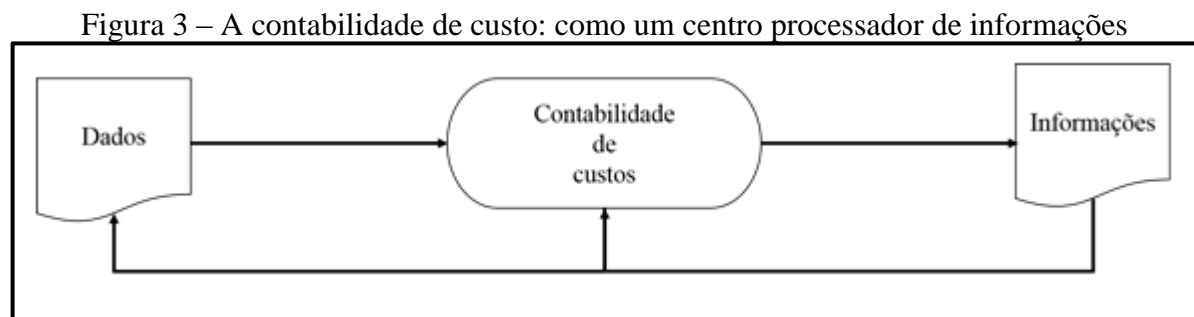 Figura 3 – A contabilidade de custo: como um centro processador de informações
Dados
Contabilidade
de
custos
Informações